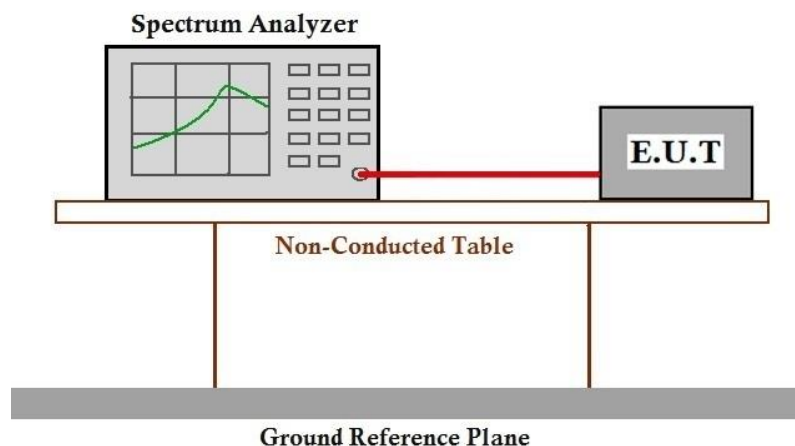 Spectrum Analyzer
E.U.T
Non-Conducted Table
Ground Reference Plane